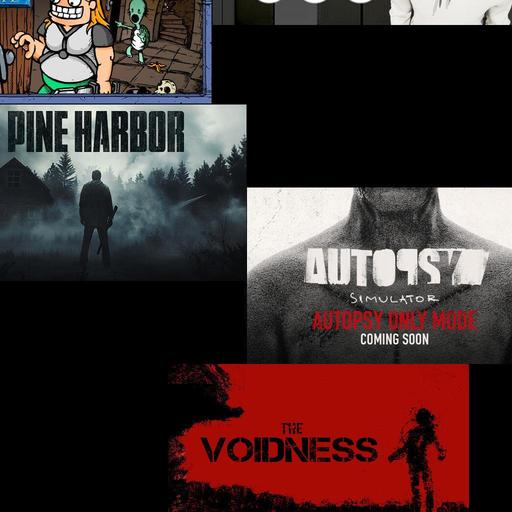 PINE HARBOR
AUTOPSY
SIMULATOR
AUTOPSY ONLY MODE
COMING SOON
THE
VOIDNESS